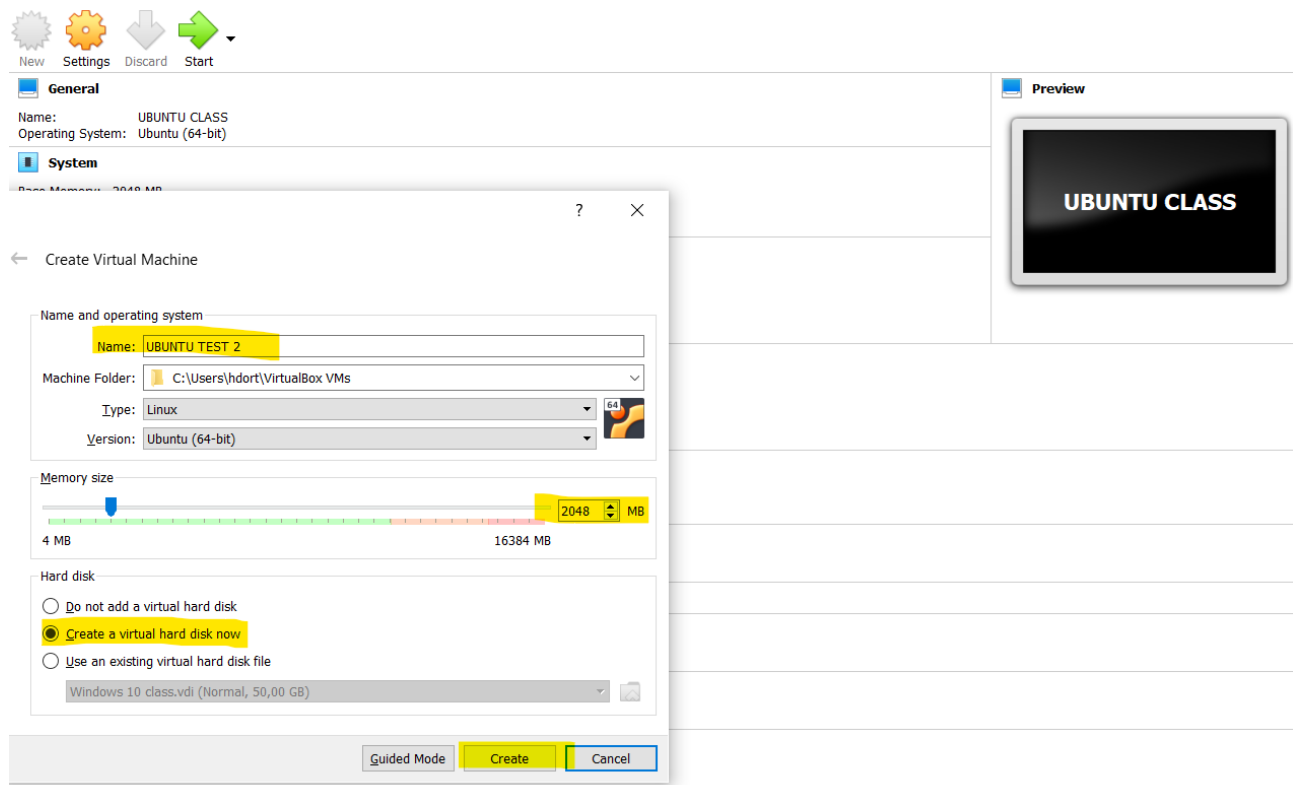 New Settings Discard Start
General
Name: UBUNTU CLASS
Operating System: Ubuntu (64-bit)
System
Base Memory: 2048 MB
Preview
UBUNTU CLASS
?
Create Virtual Machine
Name and operating system
Name: UBUNTU TEST 2
Machine Folder: C:\Users\hdort\VirtualBox VMs
Type: Linux
64
Version: Ubuntu (64-bit)
Memory size
2048 MB
4 MB 16384 MB
Hard disk
Do not add a virtual hard disk
Create a virtual hard disk now
Use an existing virtual hard disk file
Windows 10 class.vdi (Normal, 50,00 GB)
Guided Mode Create Cancel